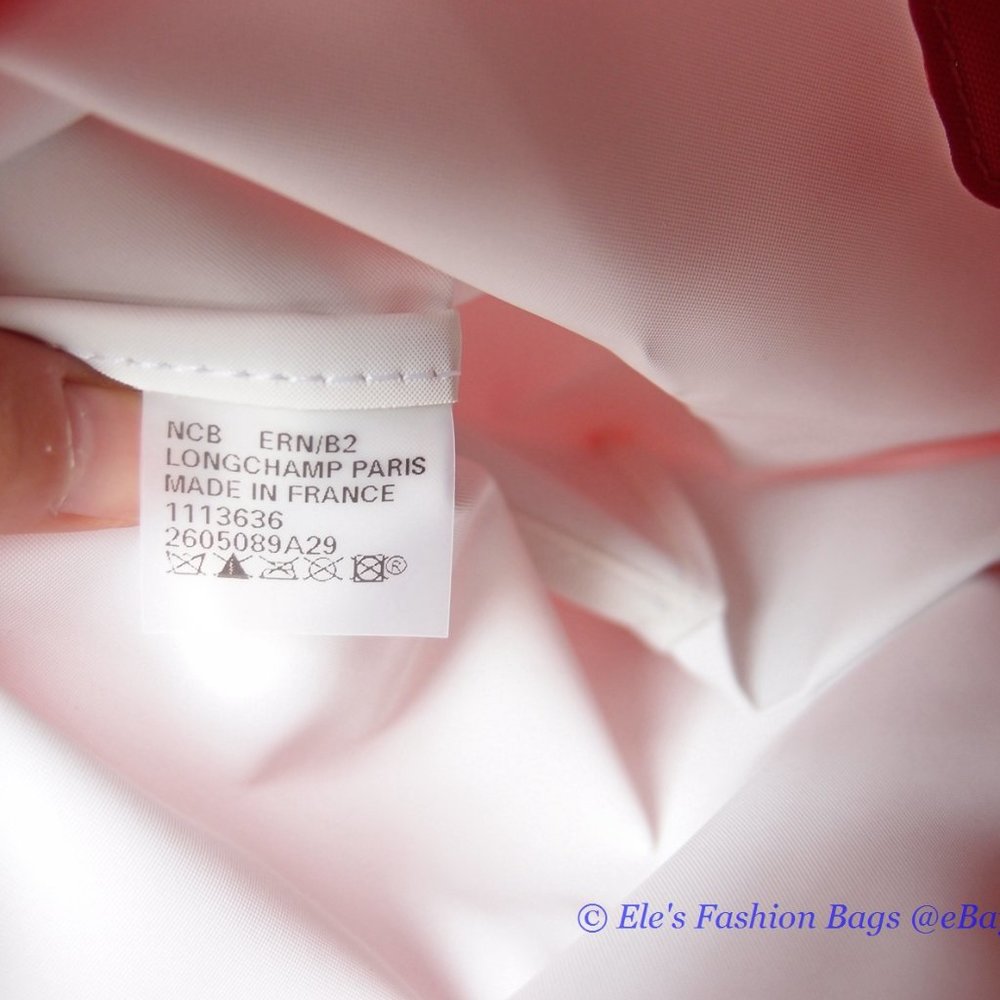 NCB ERN/B2
LONGCHAMP PARIS
MADE IN FRANCE
1113636
2605089A29
®
© Ele's Fashion Bags @eBay